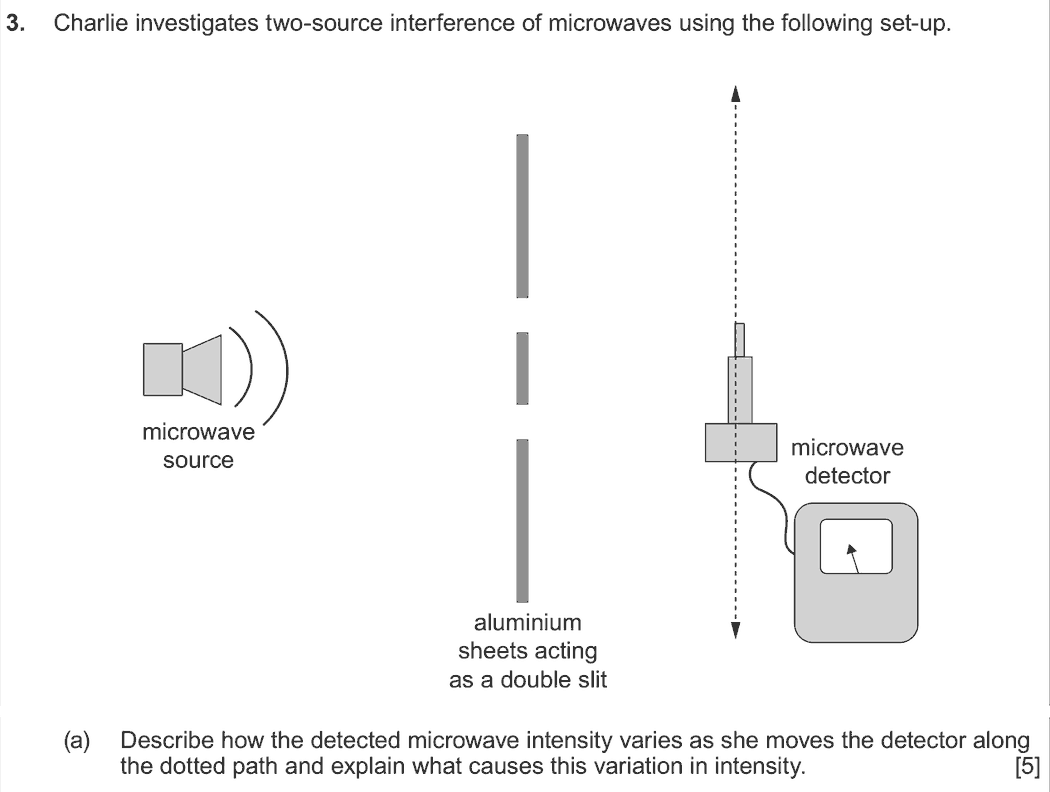 3. Charlie investigates two-source interference of microwaves using the following set-up.
microwave
source
microwave
detector
aluminium
sheets acting
as a double slit
(a) Describe how the detected microwave intensity varies as she moves the detector along
the dotted path and explain what causes this variation in intensity. [5]